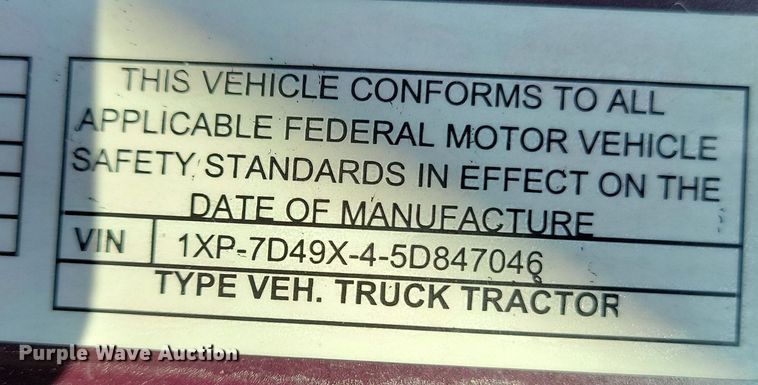 THIS VEHICLE CONFORMS TO ALL
APPLICABLE FEDERAL MOTOR VEHICLE
SAFETY STANDARDS IN EFFECT ON THE
DATE OF MANUFACTURE
VIN 1XP-7D49X-4-5D847046
TYPE VEH. TRUCK TRACTOR
Purple Wave Auction